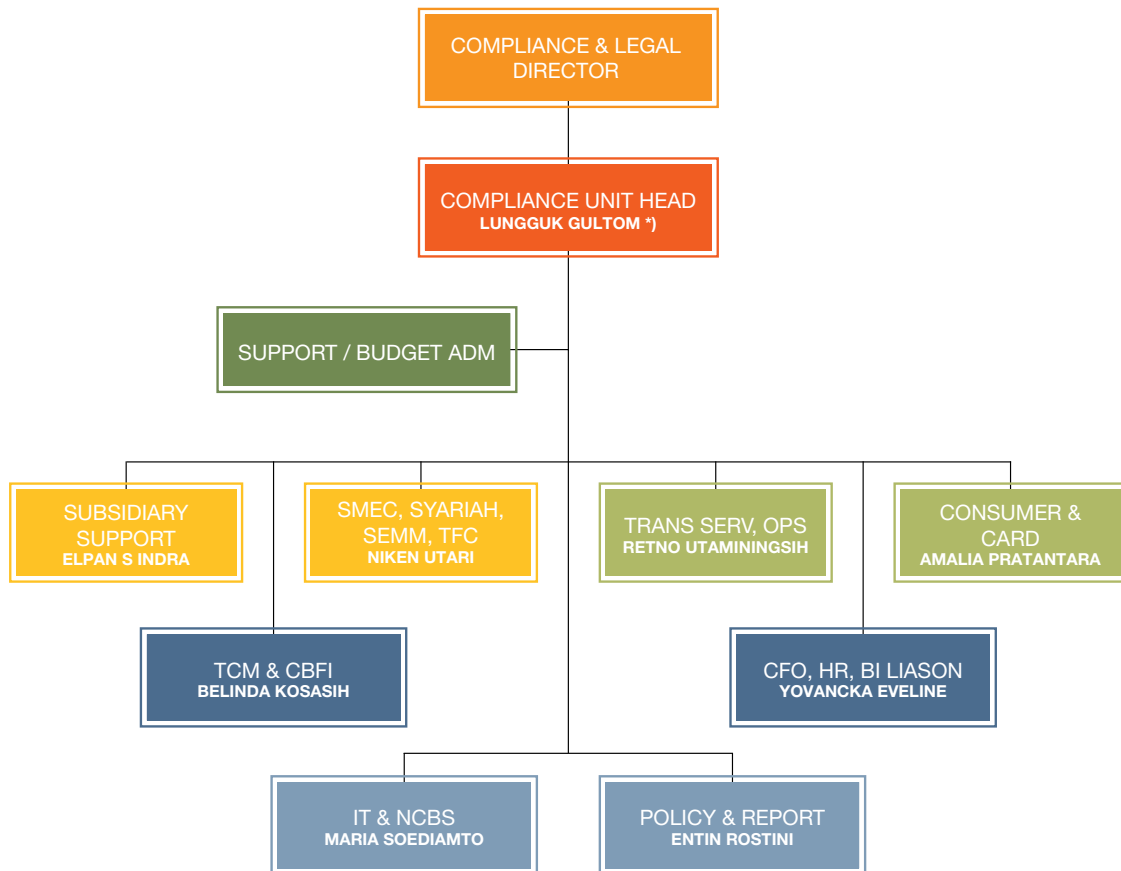 COMPLIANCE & LEGAL
DIRECTOR
COMPLIANCE UNIT HEAD
LUNGGUK GULTOM *)
SUPPORT / BUDGET ADM
SUBSIDIARY
SUPPORT
ELPAN S INDRA
SMEC, SYARIAH,
SEMM, TFC
NIKEN UTARI
TRANS SERV, OPS
RETNO UTAMININGSIH
CONSUMER &
CARD
AMALIA PRATANTARA
TCM & CBFI
BELINDA KOSASIH
CFO, HR, BI LIASON
YOVANCKA EVELINE
IT & NCBS
MARIA SOEDIAMTO
POLICY & REPORT
ENTIN ROSTINI